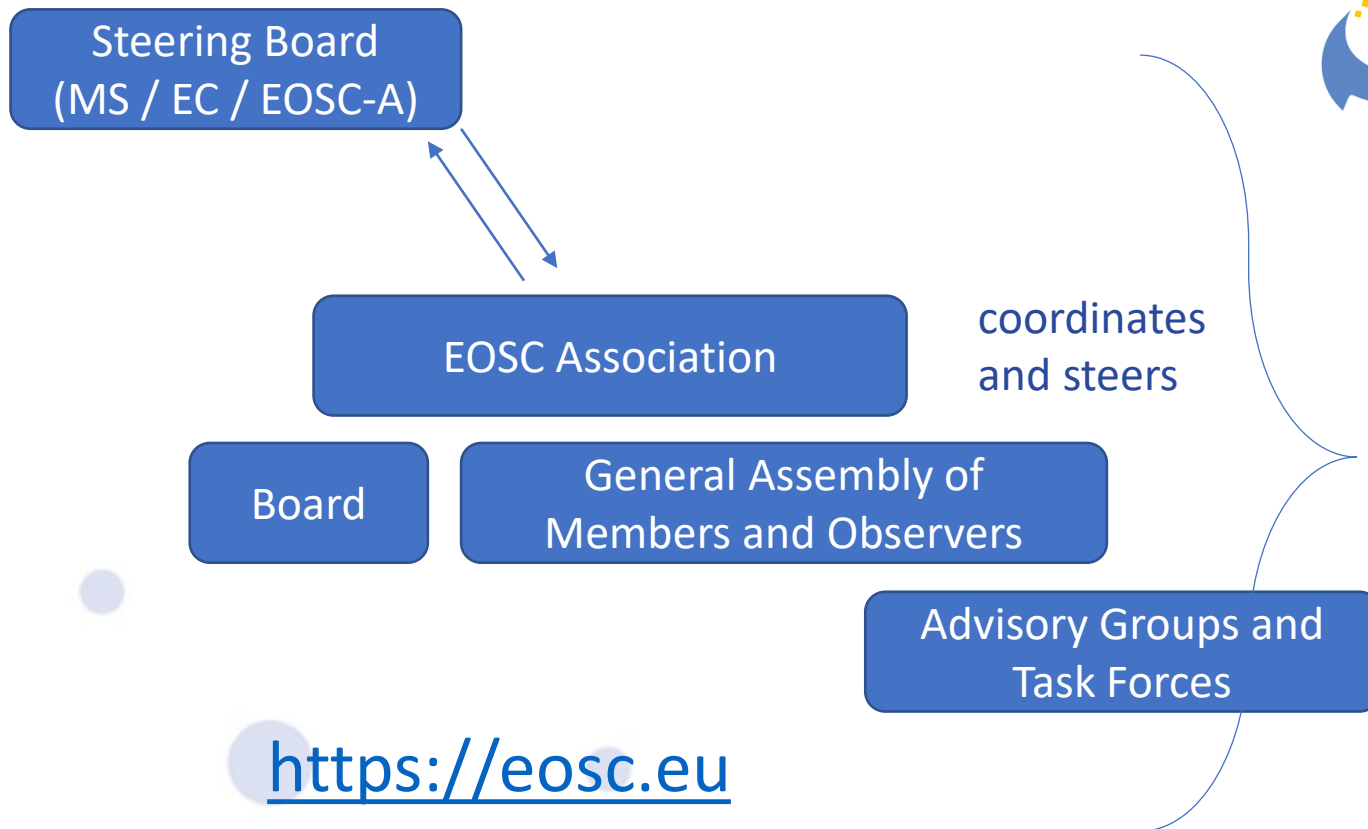 Steering Board
(MS / EC / EOSC-A)
EOSC Association
coordinates
and steers
Board
General Assembly of
Members and Observers
Advisory Groups and
Task Forces
https://eosc.eu